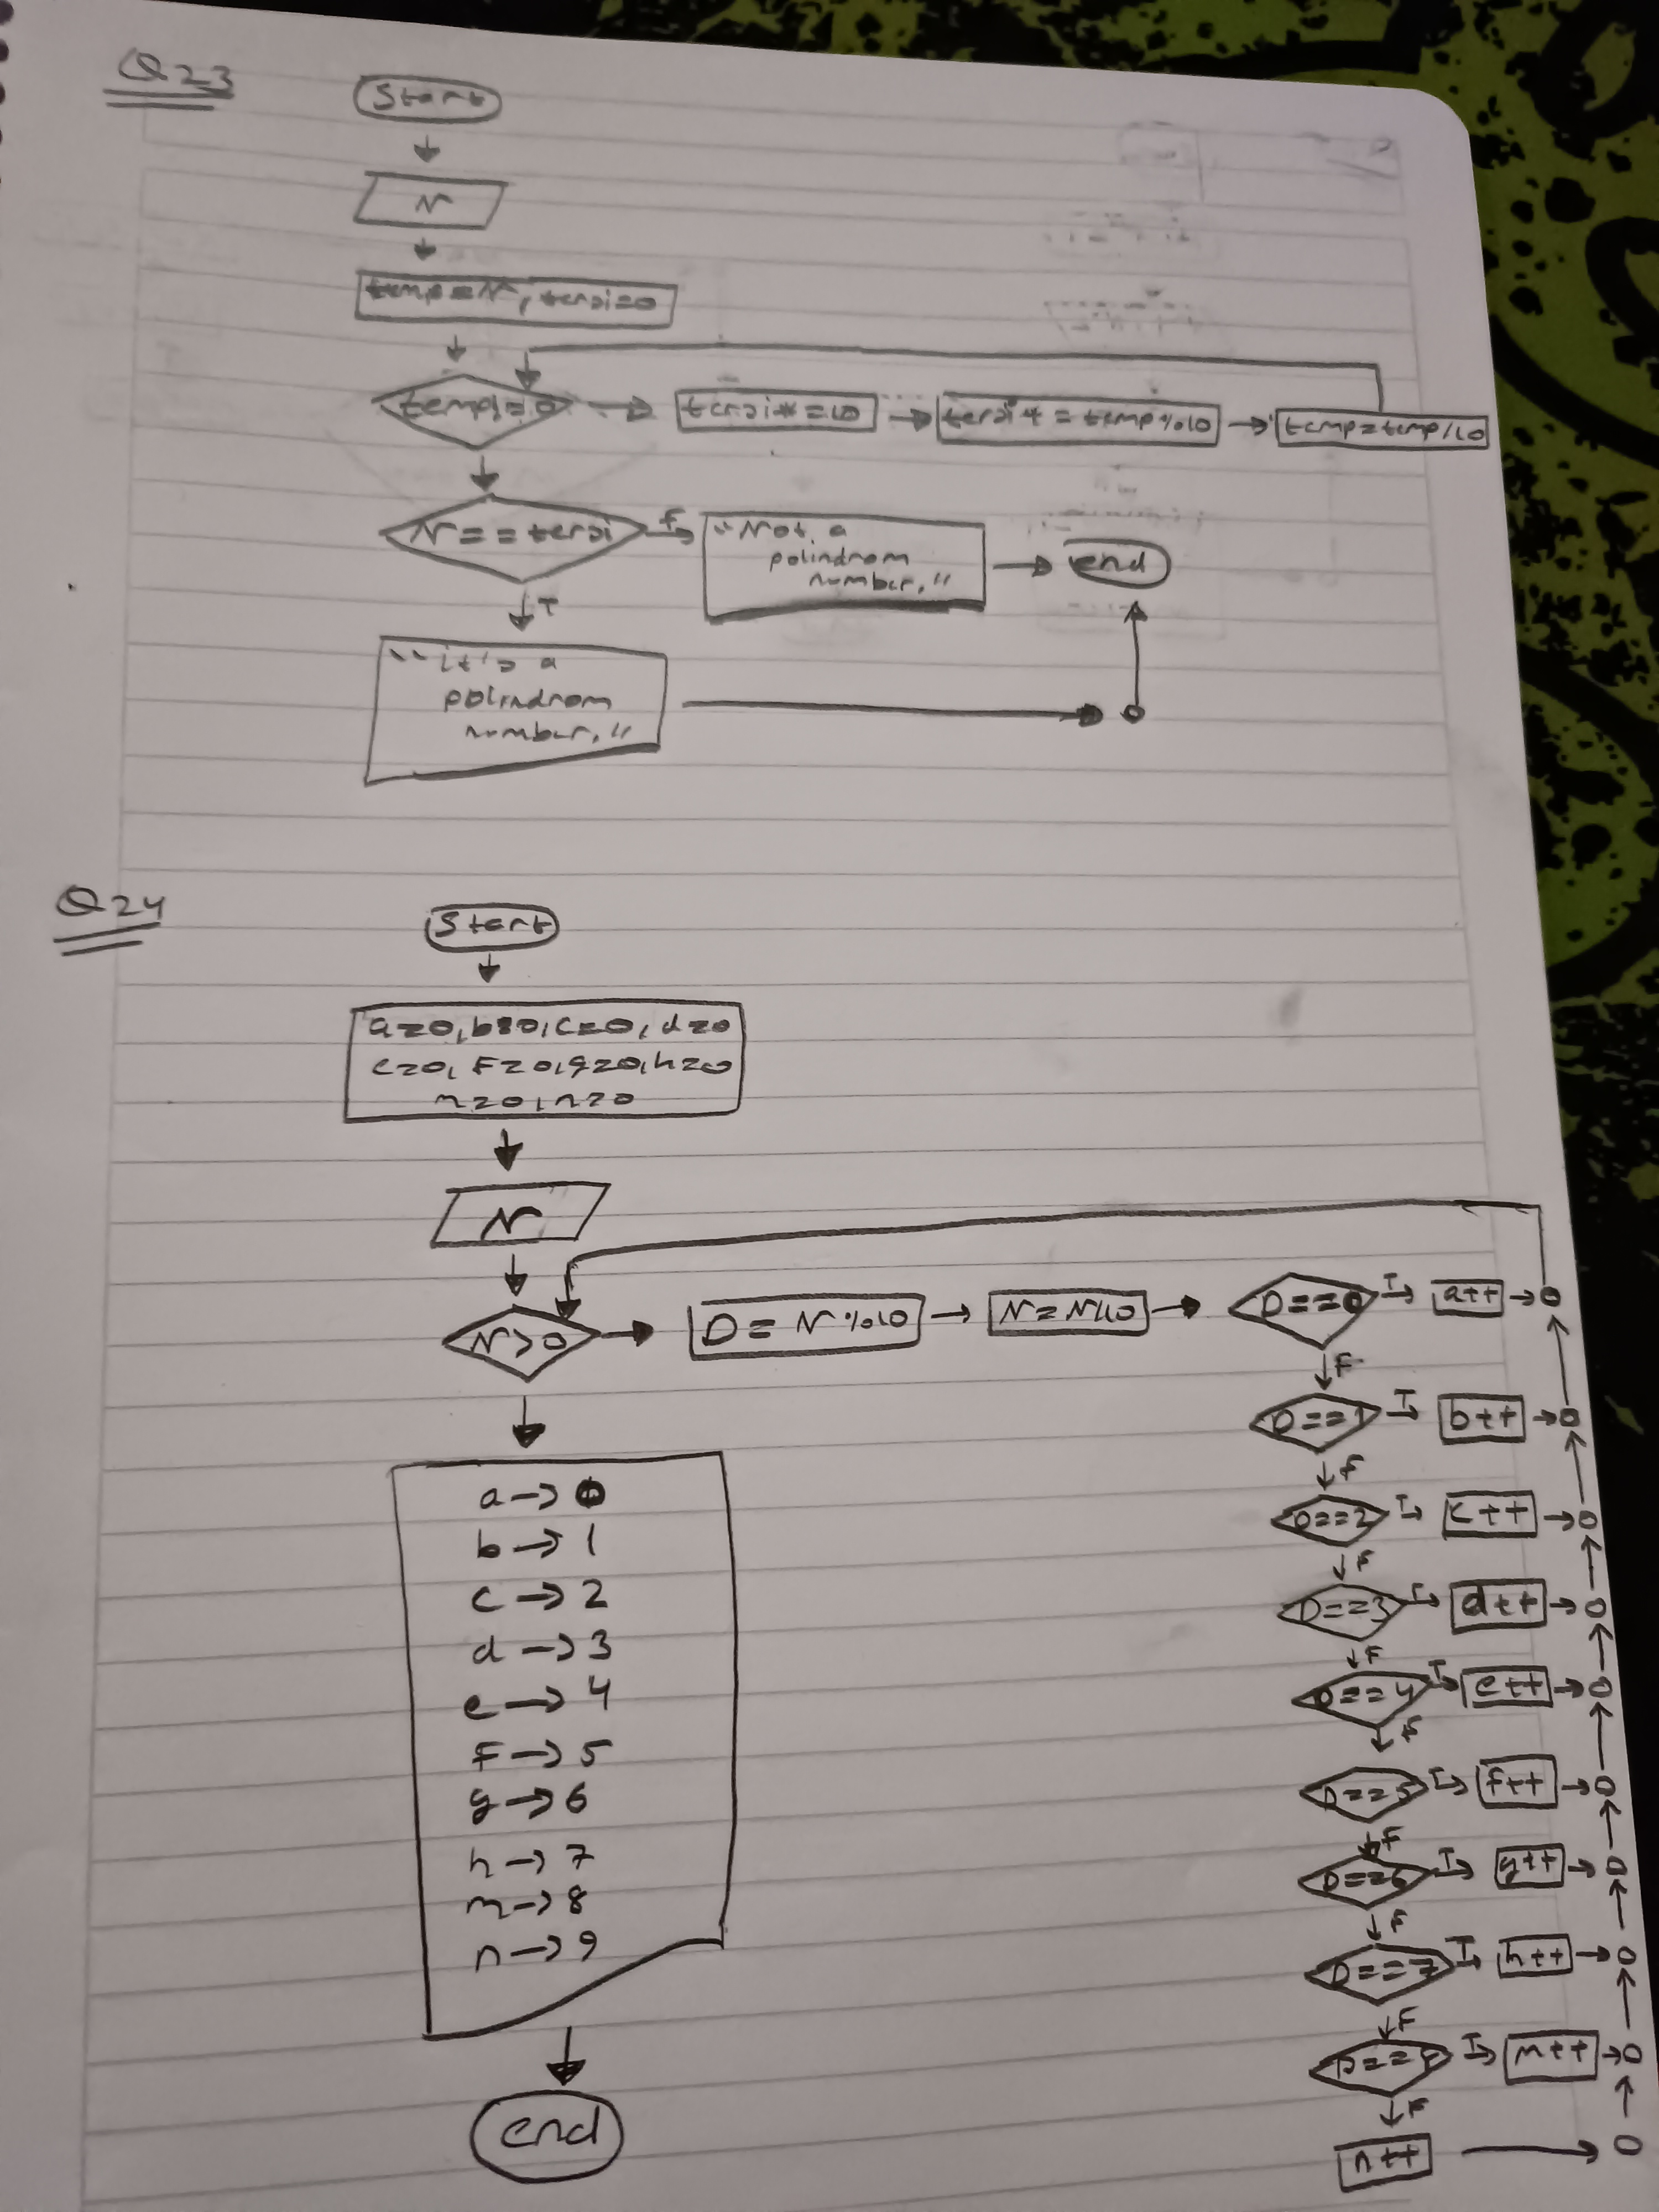 Q23
Start
N
temp=N, tersi=0
temp!=0
tersi*=10
tersi+=temp%10
temp=temp/10
N==tersi
F
"Not a
polindrom
number,"
end
T
"it's a
polindrom
number,"
Q24
Start
a=0, b=0, c=0, d=0
e=0, F=0, g=0, h=0
m=0, n=0
N
N>0
D=N%10
N=N/10
D==0
T
a++
F
D==1
T
b++
F
D==2
T
c++
F
D==3
T
d++
F
D==4
T
e++
F
D==5
T
f++
F
D==6
T
g++
F
D==7
T
h++
F
D==8
T
m++
F
n++
a→0
b→1
c→2
d→3
e→4
F→5
g→6
h→7
m→8
n→9
end